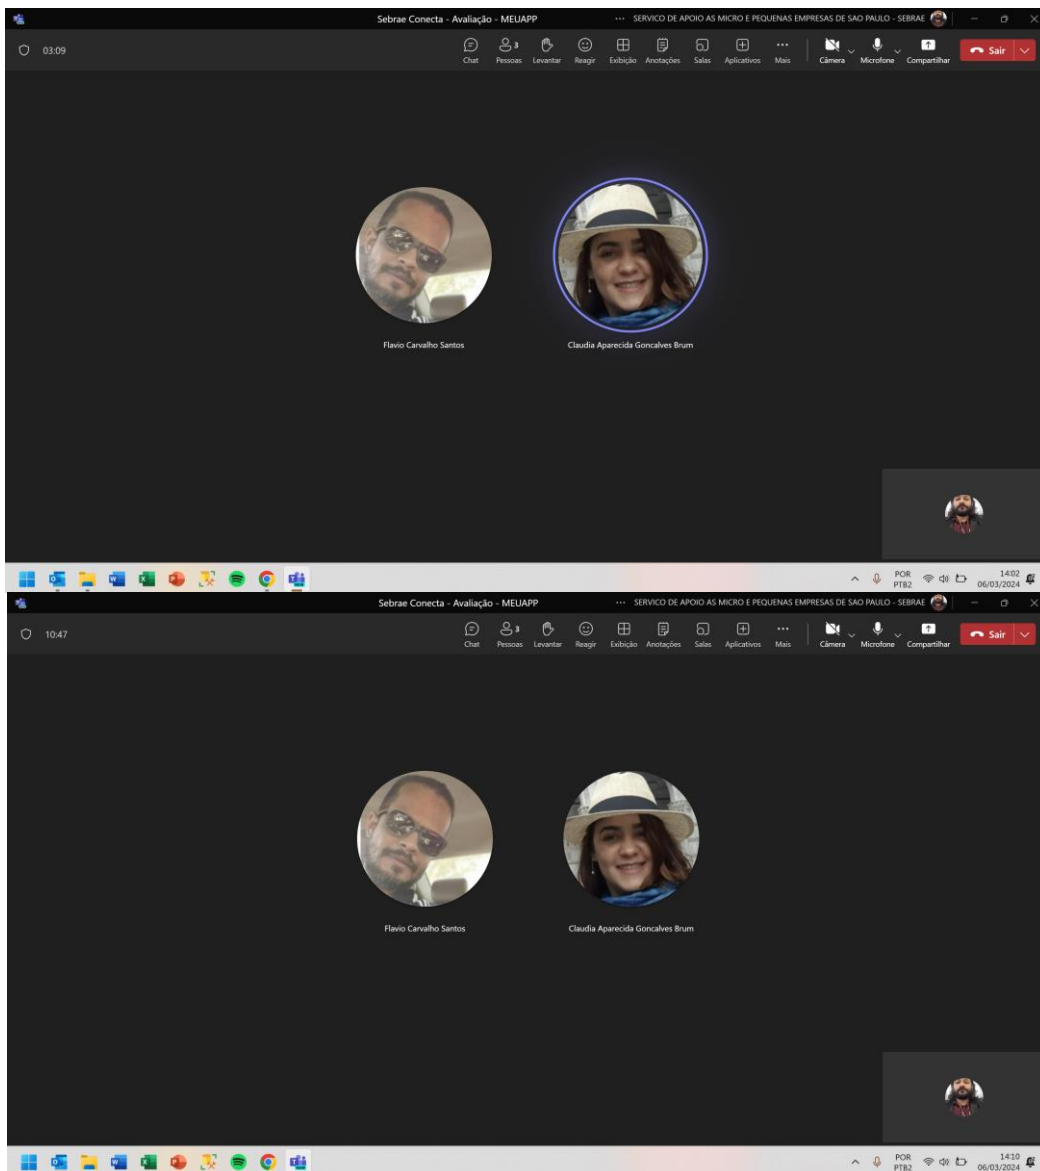 Sebrae Conecta - Avaliação - MEUAPP ··· SERVICO DE APOIO AS MICRO E PEQUENAS EMPRESAS DE SAO PAULO - SEBRAE
03:09
Chat Pessoas 3 Levantar Reagir Exibição Anotações Salas Aplicativos Mais Câmera Microfone Compartilhar Sair
Flavio Carvalho Santos Claudia Aparecida Goncalves Brum
POR 14:02
PTB2 06/03/2024
Sebrae Conecta - Avaliação - MEUAPP ··· SERVICO DE APOIO AS MICRO E PEQUENAS EMPRESAS DE SAO PAULO - SEBRAE
10:47
Chat Pessoas 3 Levantar Reagir Exibição Anotações Salas Aplicativos Mais Câmera Microfone Compartilhar Sair
Flavio Carvalho Santos Claudia Aparecida Goncalves Brum
POR 14:10
PTB2 06/03/2024